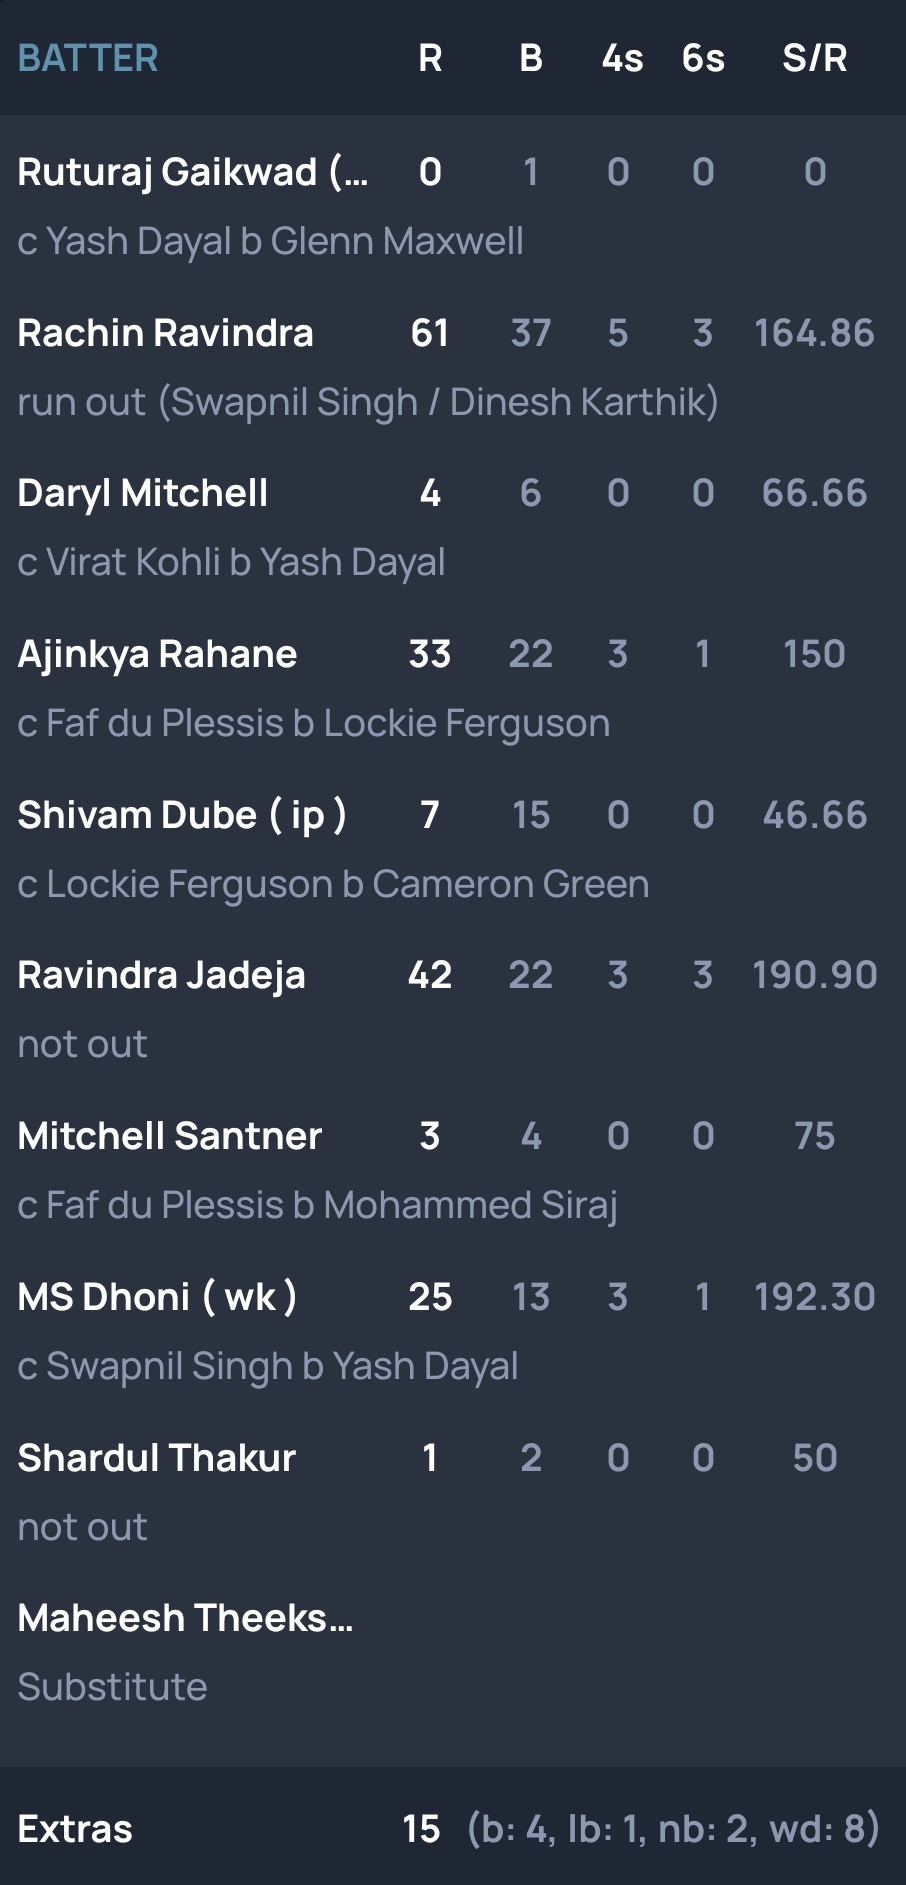 BATTER R B 4s 6s S/R
Ruturaj Gaikwad (... 0 1 0 0 0
c Yash Dayal b Glenn Maxwell
Rachin Ravindra 61 37 5 3 164.86
run out (Swapnil Singh / Dinesh Karthik)
Daryl Mitchell 4 6 0 0 66.66
c Virat Kohli b Yash Dayal
Ajinkya Rahane 33 22 3 1 150
c Faf du Plessis b Lockie Ferguson
Shivam Dube ( ip ) 7 15 0 0 46.66
c Lockie Ferguson b Cameron Green
Ravindra Jadeja 42 22 3 3 190.90
not out
Mitchell Santner 3 4 0 0 75
c Faf du Plessis b Mohammed Siraj
MS Dhoni ( wk ) 25 13 3 1 192.30
c Swapnil Singh b Yash Dayal
Shardul Thakur 1 2 0 0 50
not out
Maheesh Theeks...
Substitute
Extras 15 (b: 4, lb: 1, nb: 2, wd: 8)